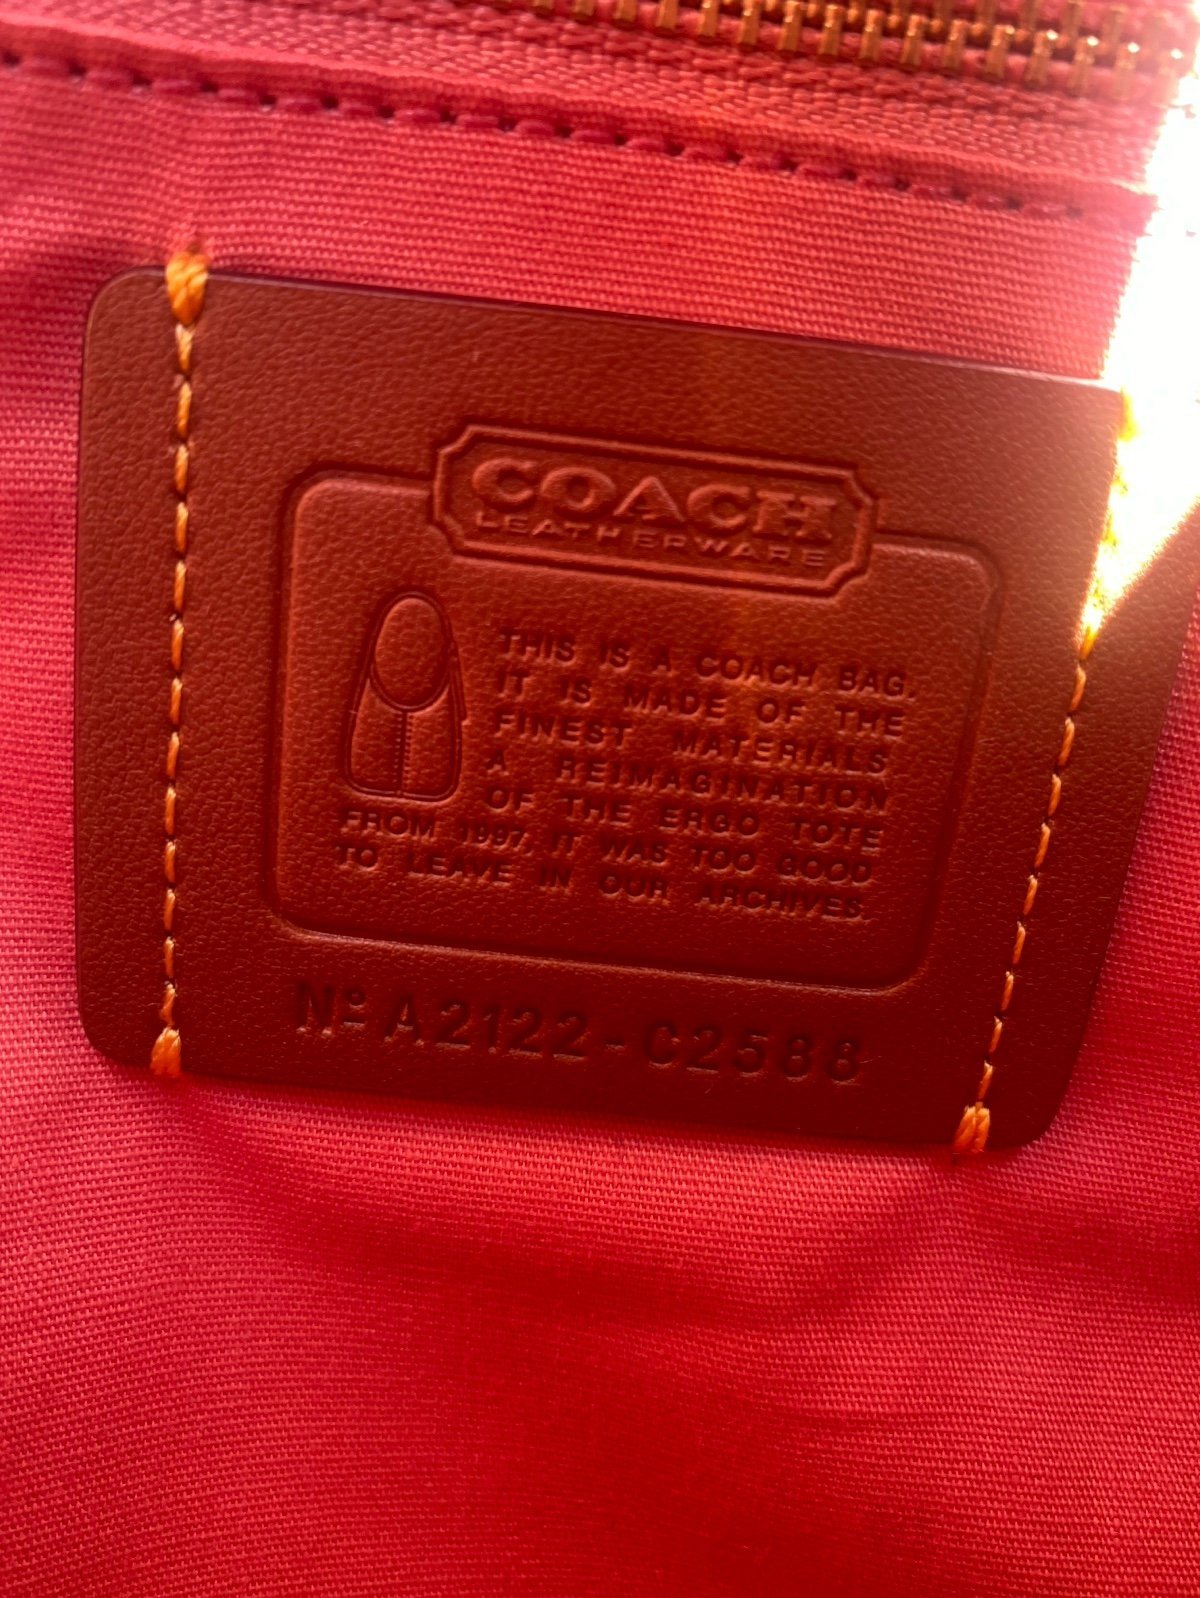 COACH
LEATHERWARE
THIS IS A COACH BAG.
IT IS MADE OF THE
FINEST MATERIALS
A REIMAGINATION
OF THE ERGO TOTE
FROM 1997, IT WAS TOO GOOD
TO LEAVE IN OUR ARCHIVES.
Nº A2122-C2588